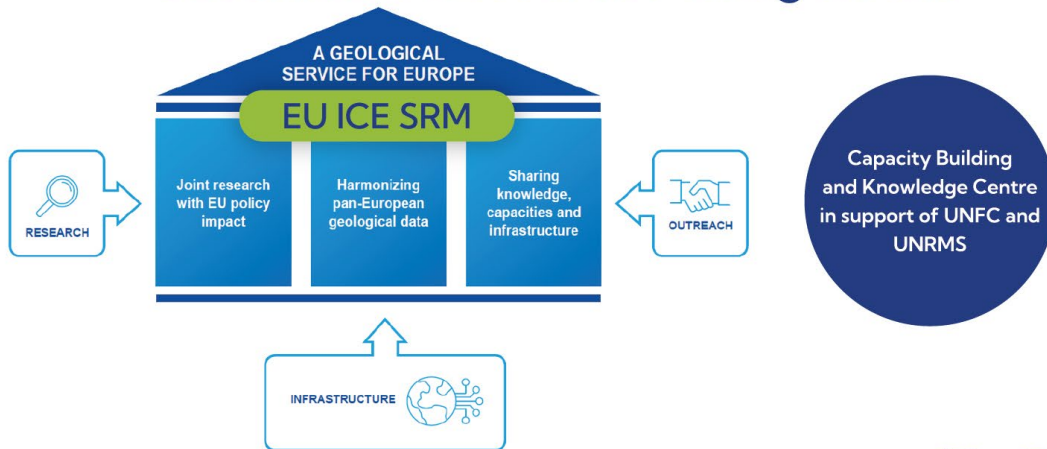 A GEOLOGICAL
SERVICE FOR EUROPE
EU ICE SRM
Joint research
with EU policy
impact
Harmonizing
pan-European
geological data
Sharing
knowledge,
capacities and
infrastructure
RESEARCH
OUTREACH
INFRASTRUCTURE
Capacity Building
and Knowledge Centre
in support of UNFC and
UNRMS